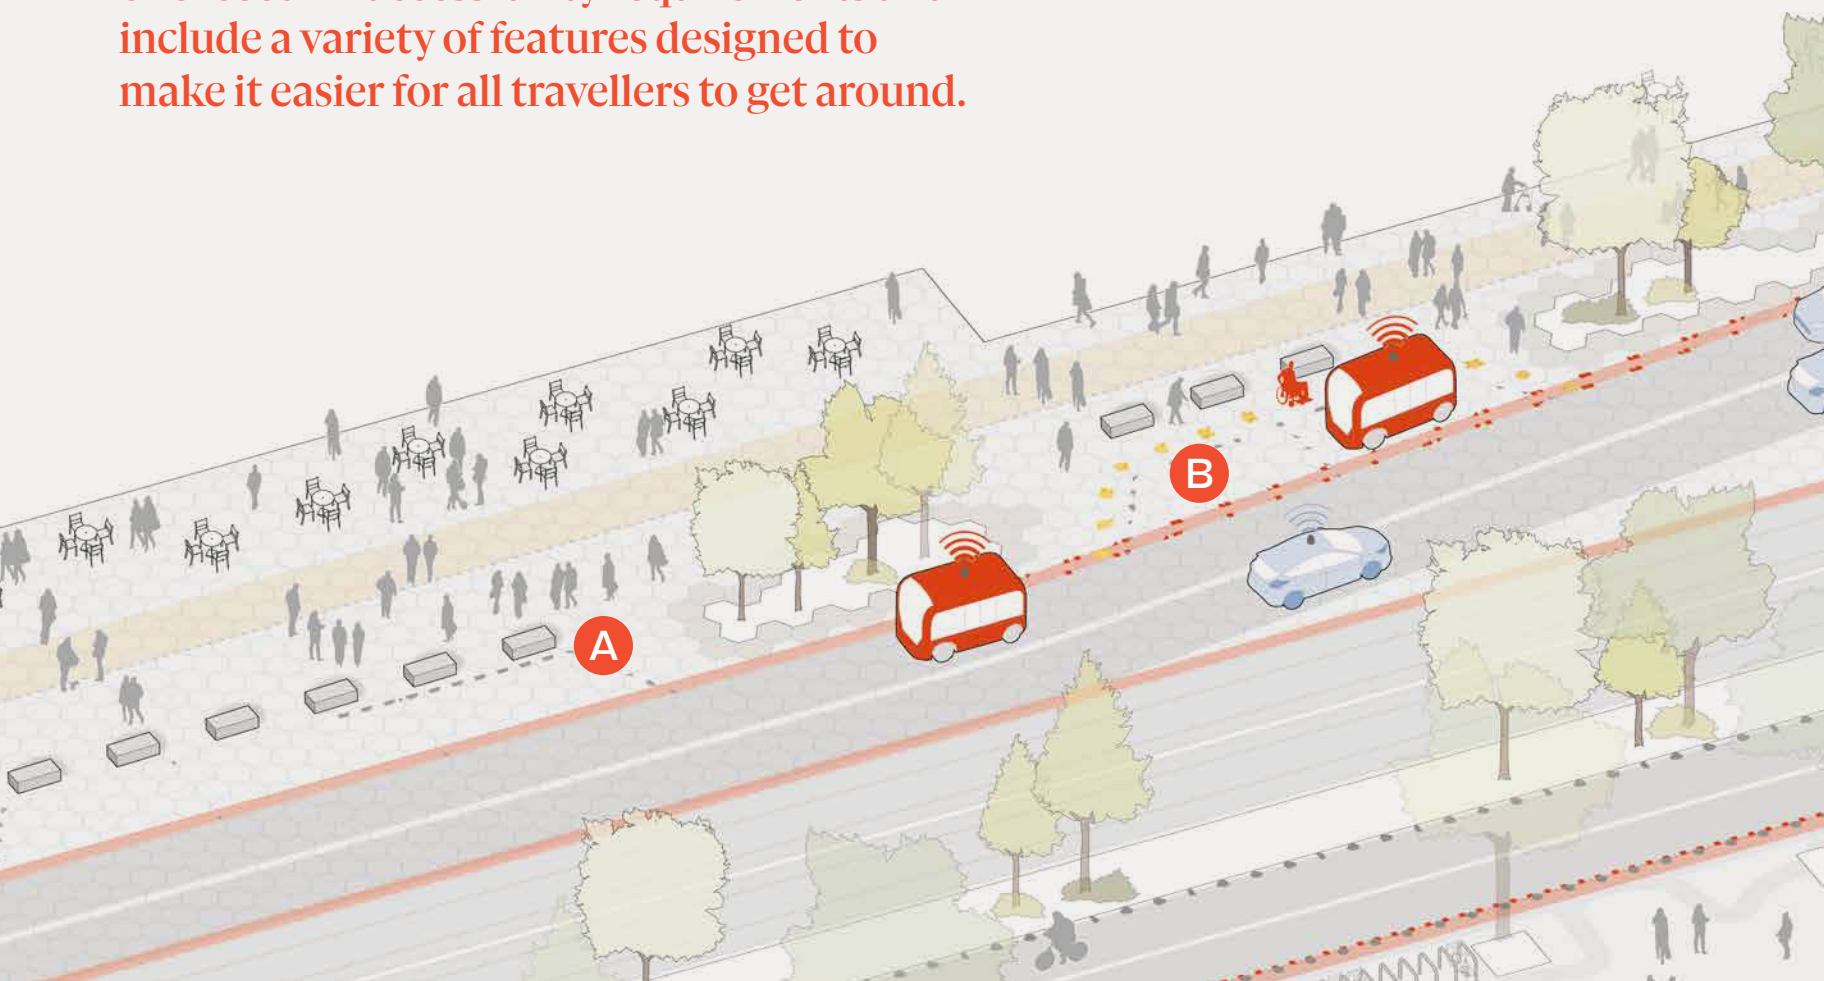 include a variety of features designed to
make it easier for all travellers to get around.
B
A